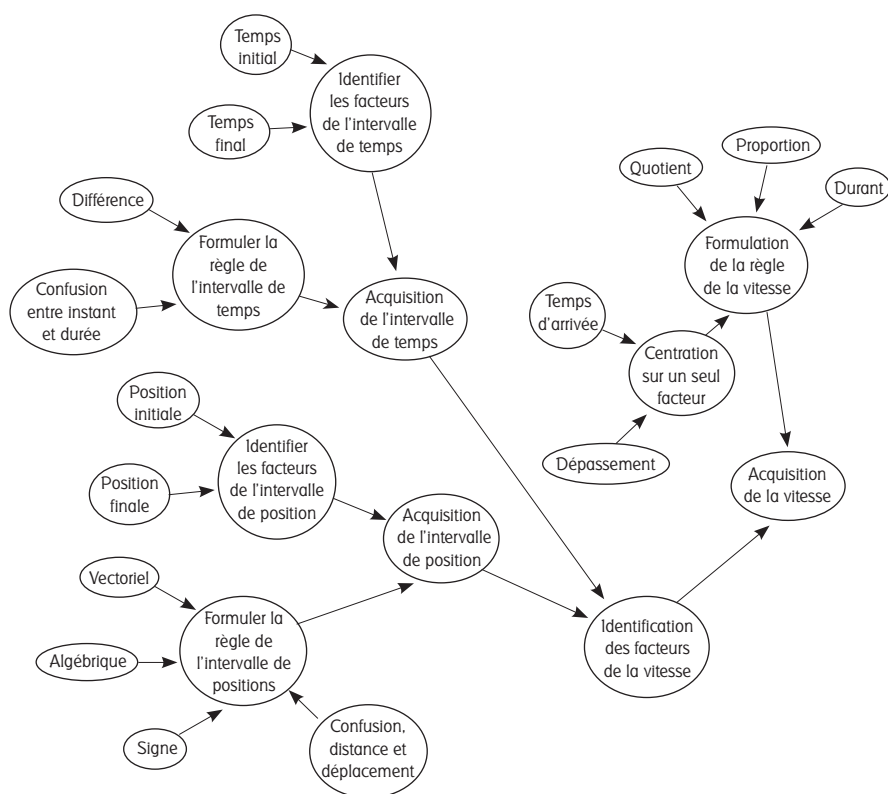 Temps
initial
Identifier
les facteurs
de l'intervalle
de temps
Temps
final
Proportion
Quotient
Durant
Différence
Formuler la
règle de
l'intervalle de
temps
Formulation
de la règle
de la vitesse
Confusion
entre instant
et durée
Acquisition
de l'intervalle
de temps
Temps
d'arrivée
Centration
sur un seul
facteur
Position
initiale
Identifier
les facteurs
de l'intervalle
de position
Dépassement
Position
finale
Acquisition
de la vitesse
Acquisition
de l'intervalle
de position
Vectoriel
Formuler la
règle de
l'intervalle de
positions
Identification
des facteurs
de la vitesse
Algébrique
Signe
Confusion,
distance et
déplacement